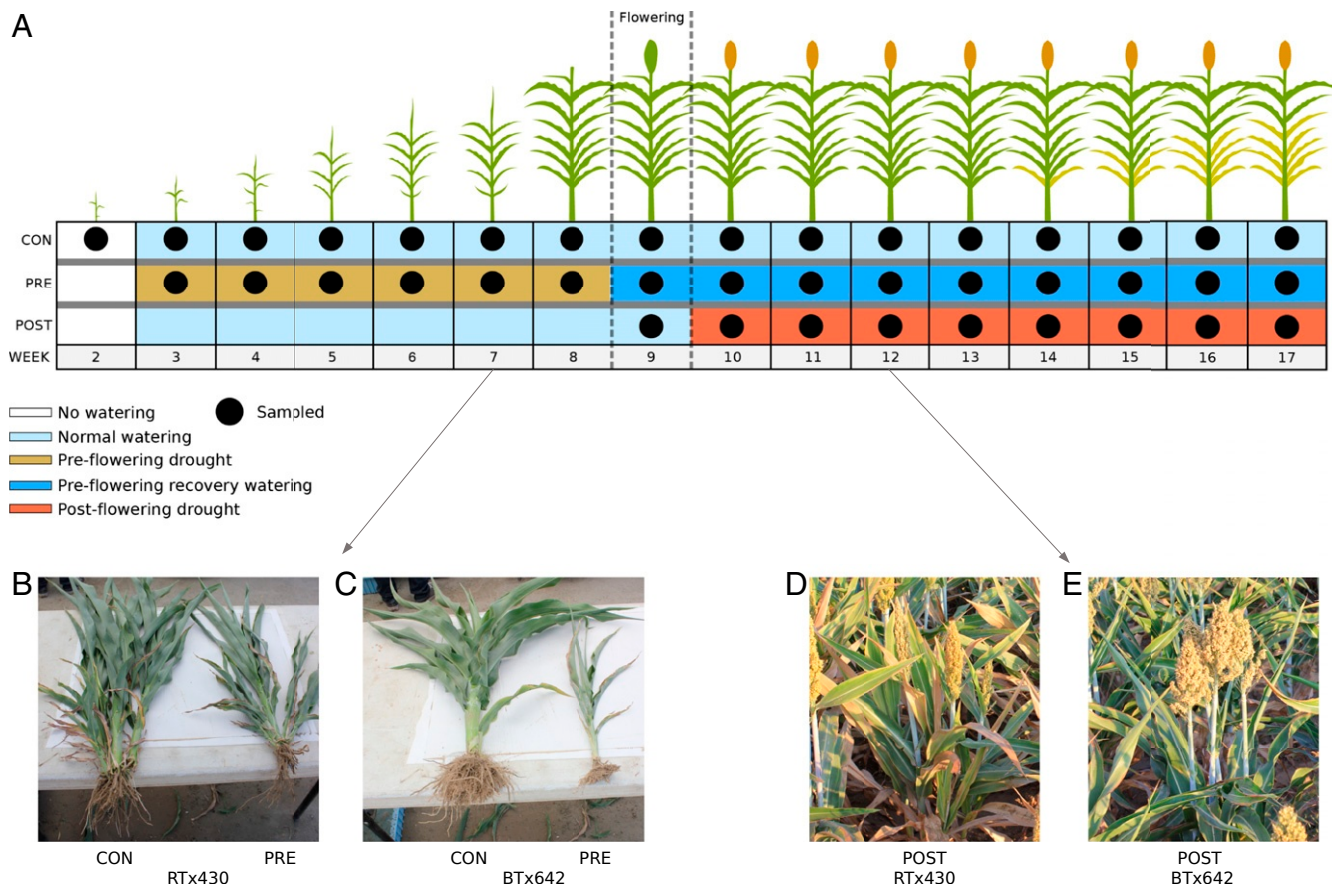 A
Flowering
CON
PRE
POST
WEEK 2 3 4 5 6 7 8 9 10 11 12 13 14 15 16 17
No watering
Sampled
Normal watering
Pre-flowering drought
Pre-flowering recovery watering
Post-flowering drought
B C D E
CON PRE CON PRE POST POST
RTx430 BTx642 RTx430 BTx642